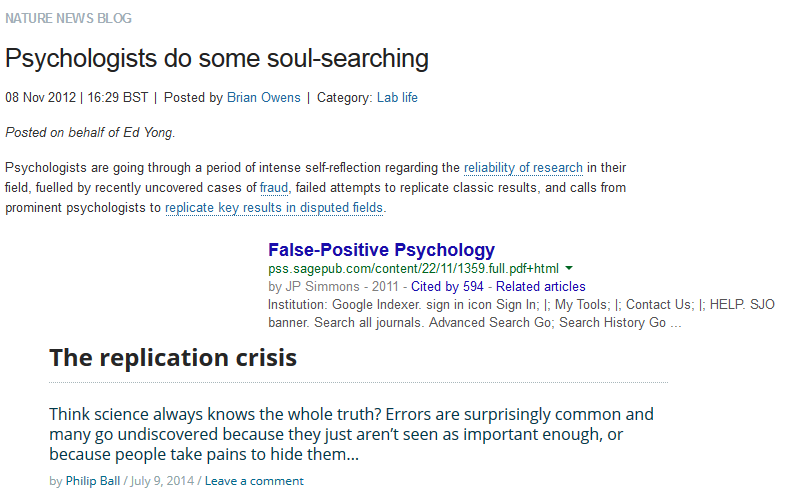 NATURE NEWS BLOG
Psychologists do some soul-searching
08 Nov 2012 | 16:29 BST | Posted by Brian Owens | Category: Lab life
Posted on behalf of Ed Yong.
Psychologists are going through a period of intense self-reflection regarding the reliability of research in their
field, fuelled by recently uncovered cases of fraud, failed attempts to replicate classic results, and calls from
prominent psychologists to replicate key results in disputed fields.
False-Positive Psychology
pss.sagepub.com/content/22/11/1359.full.pdf+html
by JP Simmons - 2011 - Cited by 594 - Related articles
Institution: Google Indexer. sign in icon Sign In; |; My Tools; |; Contact Us; |; HELP. SJO
banner. Search all journals. Advanced Search Go; Search History Go ...
The replication crisis
Think science always knows the whole truth? Errors are surprisingly common and
many go undiscovered because they just aren't seen as important enough, or
because people take pains to hide them...
by Philip Ball / July 9, 2014 / Leave a comment